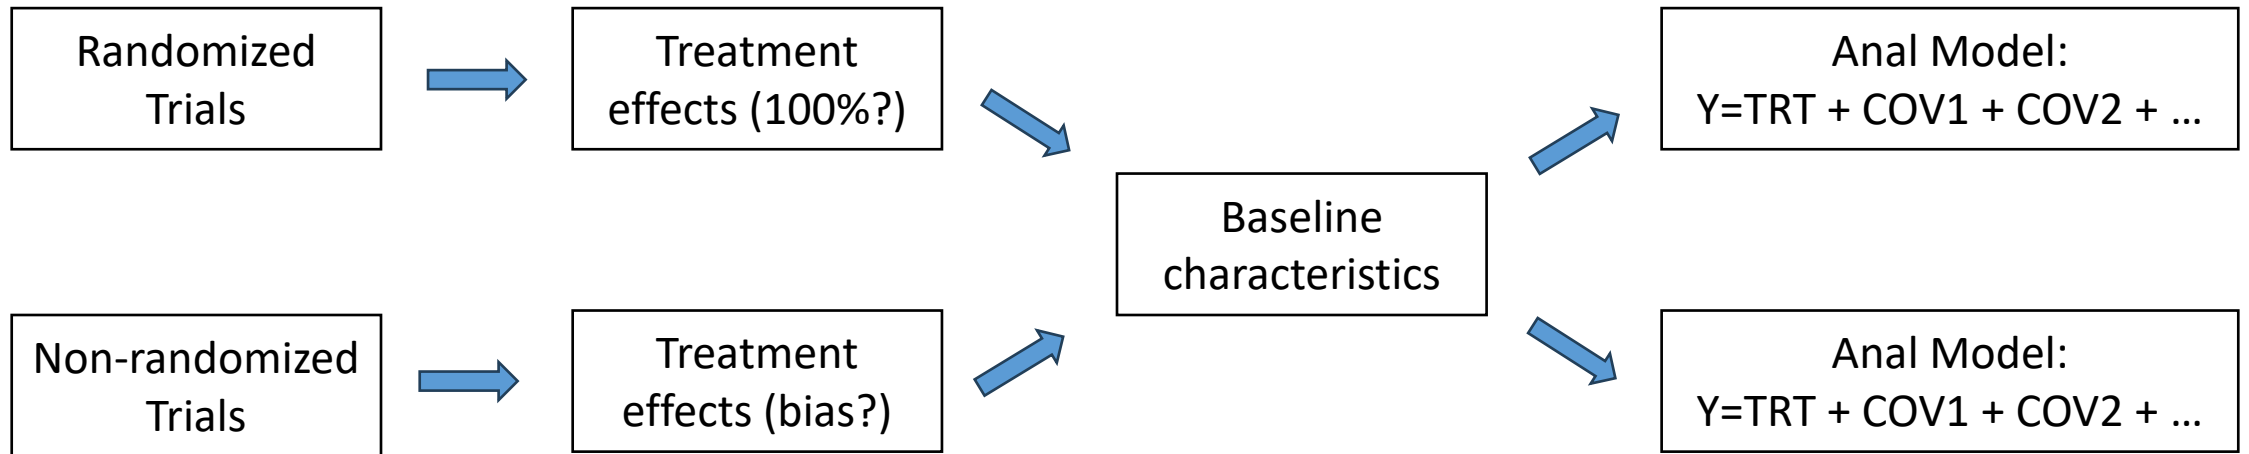 Randomized
Trials
Treatment
effects (100%?)
Anal Model:
Y=TRT + COV1 + COV2 + ...
Baseline
characteristics
Non-randomized
Trials
Treatment
effects (bias?)
Anal Model:
Y=TRT + COV1 + COV2 + ...